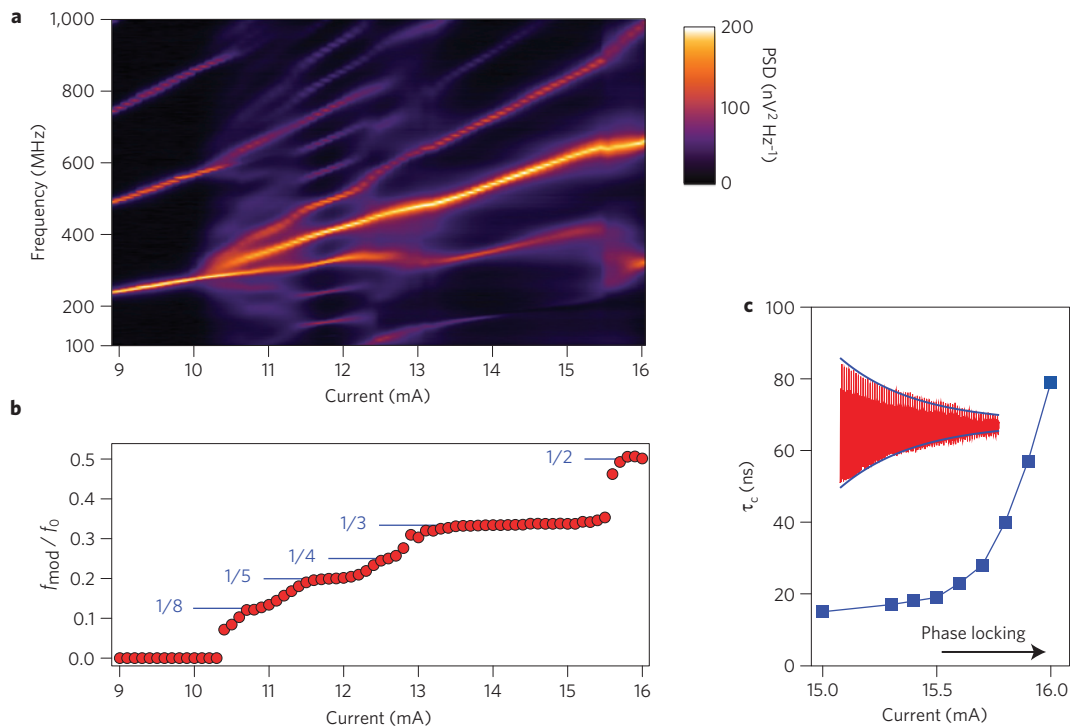 a
1,000
800
600
400
200
100
Frequency (MHz)
9 10 11 12 13 14 15 16
Current (mA)
200
100
0
PSD (nV² Hz⁻¹)
b
0.5
0.4
0.3
0.2
0.1
0.0
f_mod / f_0
1/8
1/5
1/4
1/3
1/2
9 10 11 12 13 14 15 16
Current (mA)
c
100
80
60
40
20
0
τ_c (ns)
Phase locking
15.0 15.5 16.0
Current (mA)